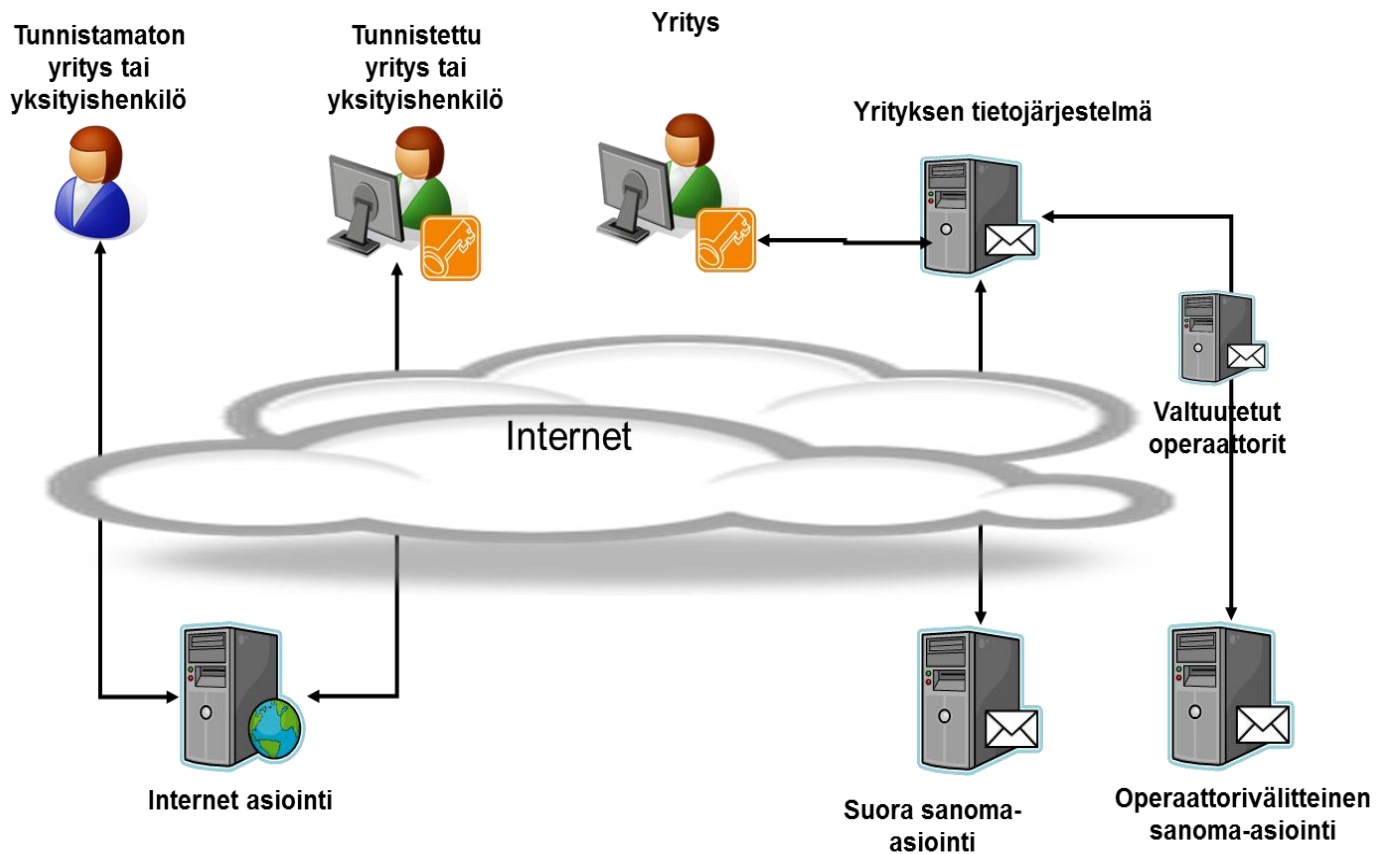 Tunnistamaton
yritys tai
yksityishenkilö
Tunnistettu
yritys tai
yksityishenkilö
Yritys
Yrityksen tietojärjestelmä
Valtuutetut
operaattorit
Internet
Internet asiointi
Suora sanoma-
asiointi
Operaattorivälitteinen
sanoma-asiointi